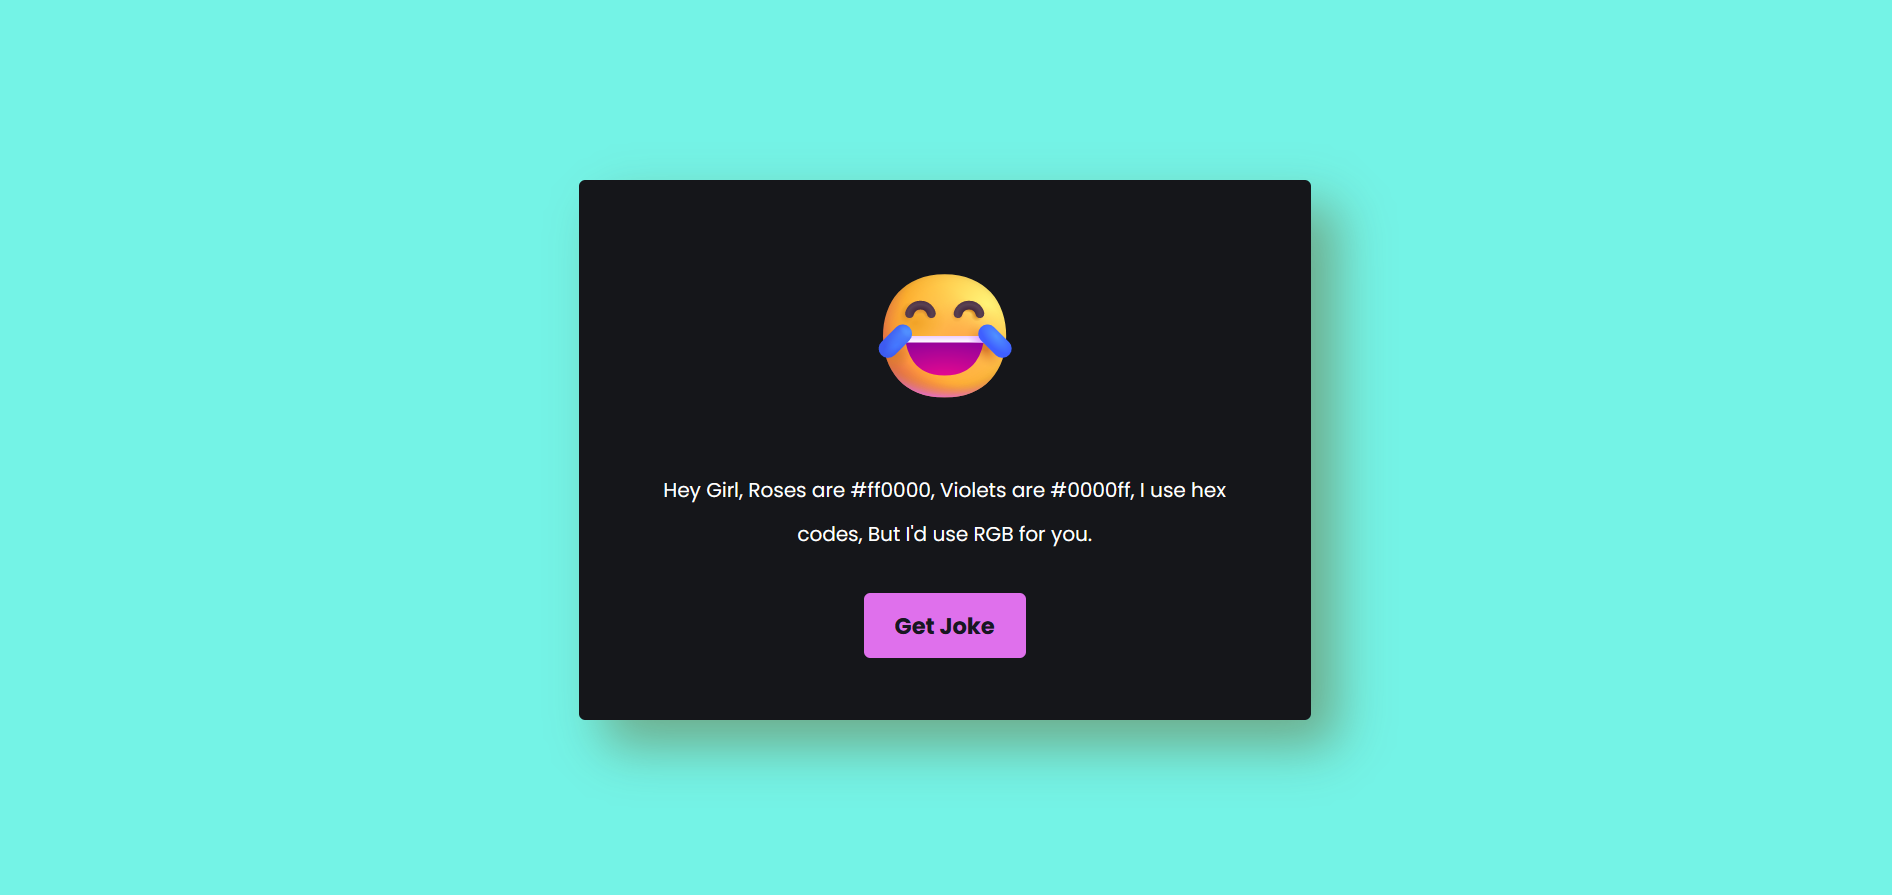 Hey Girl, Roses are #ff0000, Violets are #0000ff, I use hex
codes, But I'd use RGB for you.
Get Joke